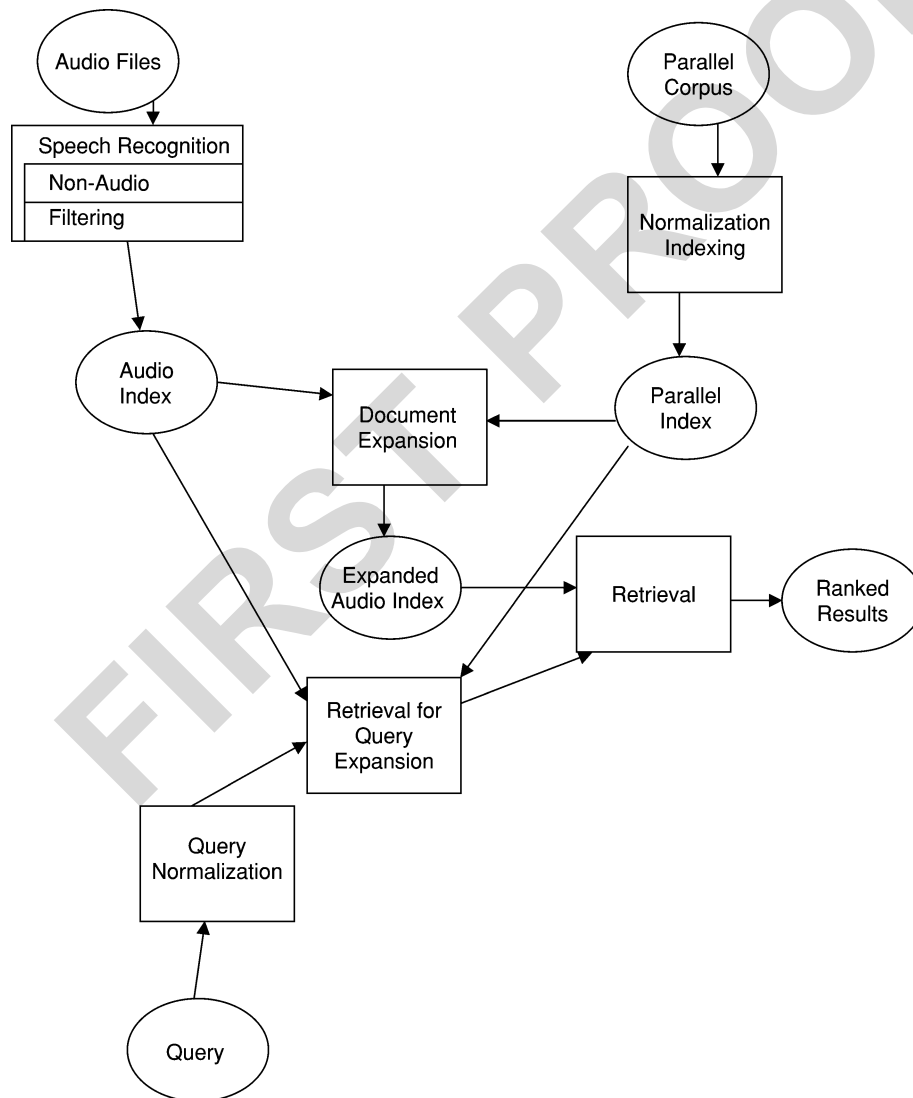 Audio Files
Parallel
Corpus
Speech Recognition
Non-Audio
Filtering
Normalization
Indexing
Audio
Index
Document
Expansion
Parallel
Index
Expanded
Audio Index
Retrieval
Ranked
Results
Retrieval for
Query
Expansion
Query
Normalization
Query
FIRST PROOF